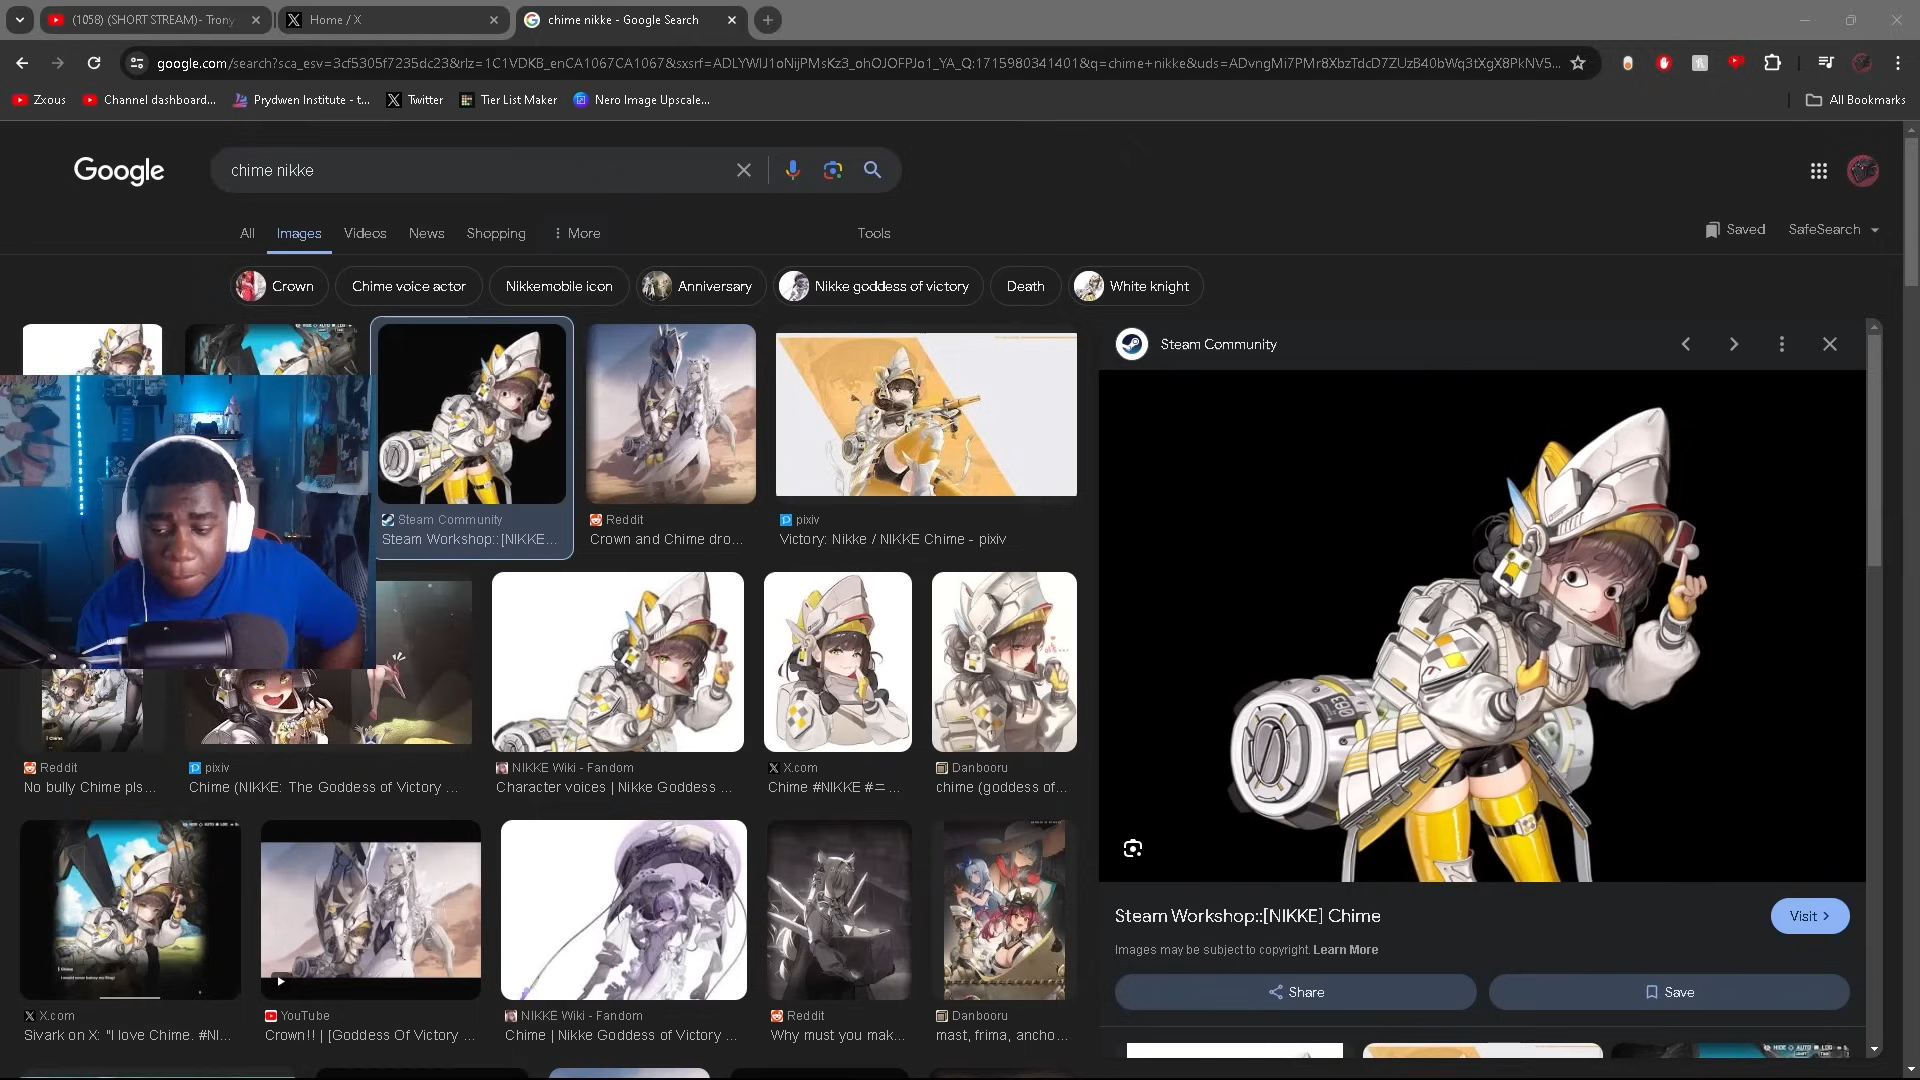 (1058) (SHORT STREAM)- Trony
Home / X
chime nikke - Google Search
google.com/search?sca_esv=3cf5305f7235dc23&rlz=1C1VDKB_enCA1067CA1067&sxsrf=ADLYWIJ1oNijPMsKz3_ohOJOFPJo1_YA_Q:1715980341401&q=chime+nikke&uds=ADvngMi7PMr8XbzTdcD7ZUzB40bWq3tXgX8PkNV5...
Zxous
Channel dashboard...
Prydwen Institute - t...
Twitter
Tier List Maker
Nero Image Upscale...
All Bookmarks
Google
chime nikke
All
Images
Videos
News
Shopping
More
Tools
Saved
SafeSearch
Crown
Chime voice actor
Nikkemobile icon
Anniversary
Nikke goddess of victory
Death
White knight
Steam Community
Steam Workshop::[NIKKE...
Reddit
Crown and Chime dro...
pixiv
Victory: Nikke / NIKKE Chime - pixiv
Reddit
No bully Chime pls...
pixiv
Chime (NIKKE: The Goddess of Victory ...
NIKKE Wiki - Fandom
Character voices | Nikke Goddess ...
X.com
Chime #NIKKE #ニ ...
Danbooru
chime (goddess of...
X.com
Sivark on X: "I love Chime. #NI...
YouTube
Crown!! | [Goddess Of Victory ...
NIKKE Wiki - Fandom
Chime | Nikke Goddess of Victory ...
Reddit
Why must you mak...
Danbooru
mast, frima, ancho...
Steam Community
Steam Workshop::[NIKKE] Chime
Visit
Images may be subject to copyright. Learn More
Share
Save